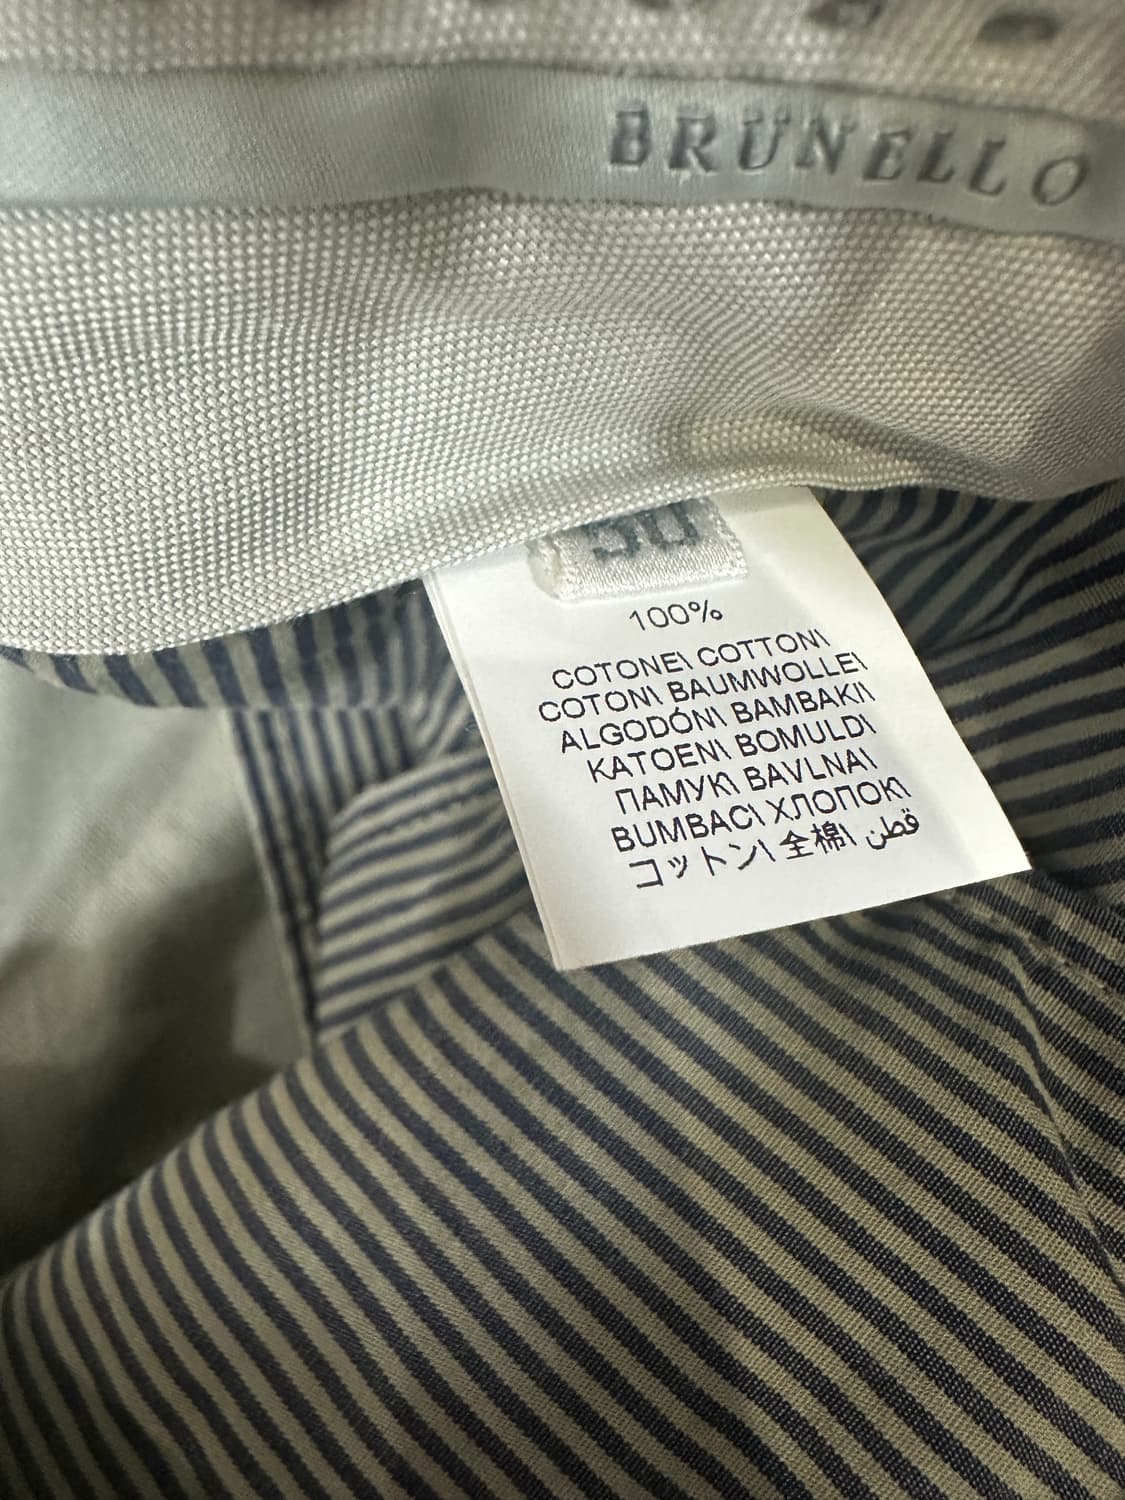 BRUNELLO
50
100%
COTONE\ COTTON\
COTON\ BAUMWOLLE\
ALGODÓN\ BAMBAKI\
KATOEN\ BOMULD\
ПАМУК\ BAVLNA\
BUMBAC\ ХЛОПОК\
コットン\ 全棉\ قطن